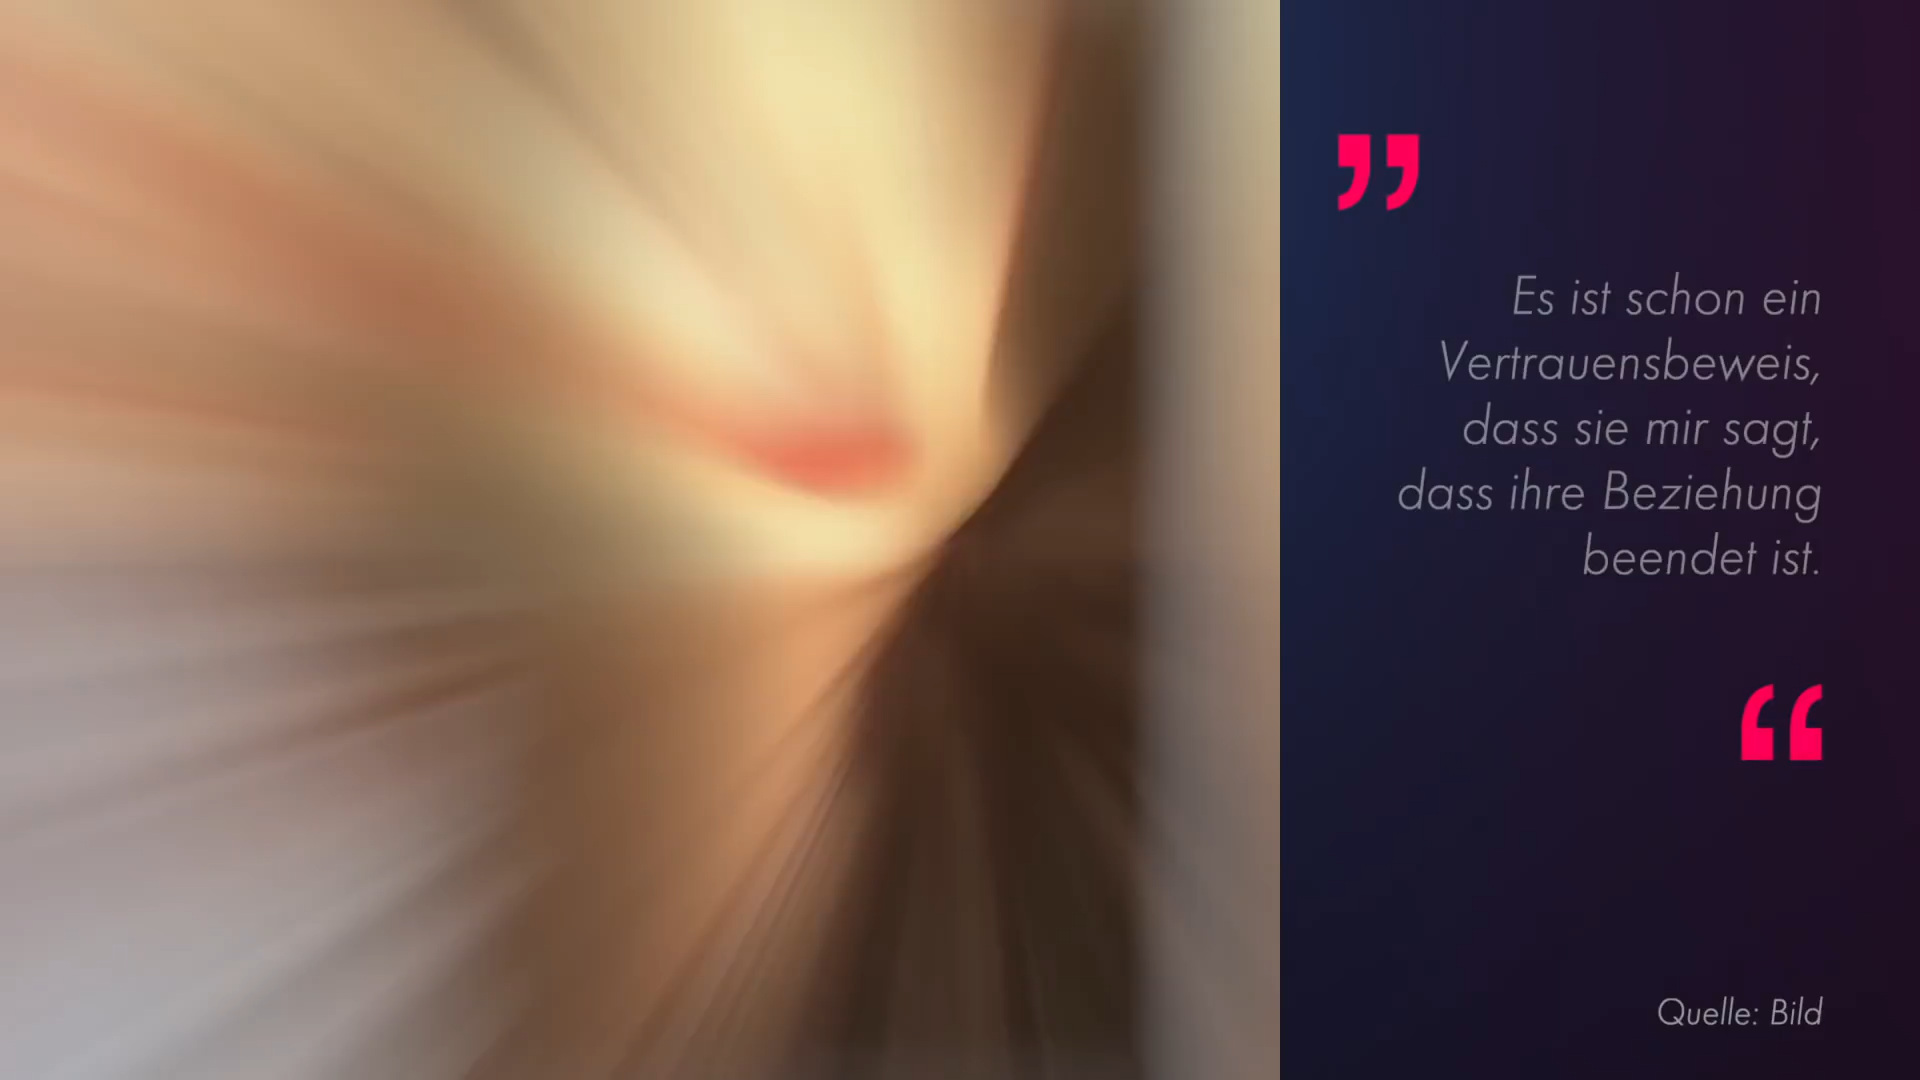 ”
Es ist schon ein
Vertrauensbeweis,
dass sie mir sagt,
dass ihre Beziehung
beendet ist.
“
Quelle: Bild